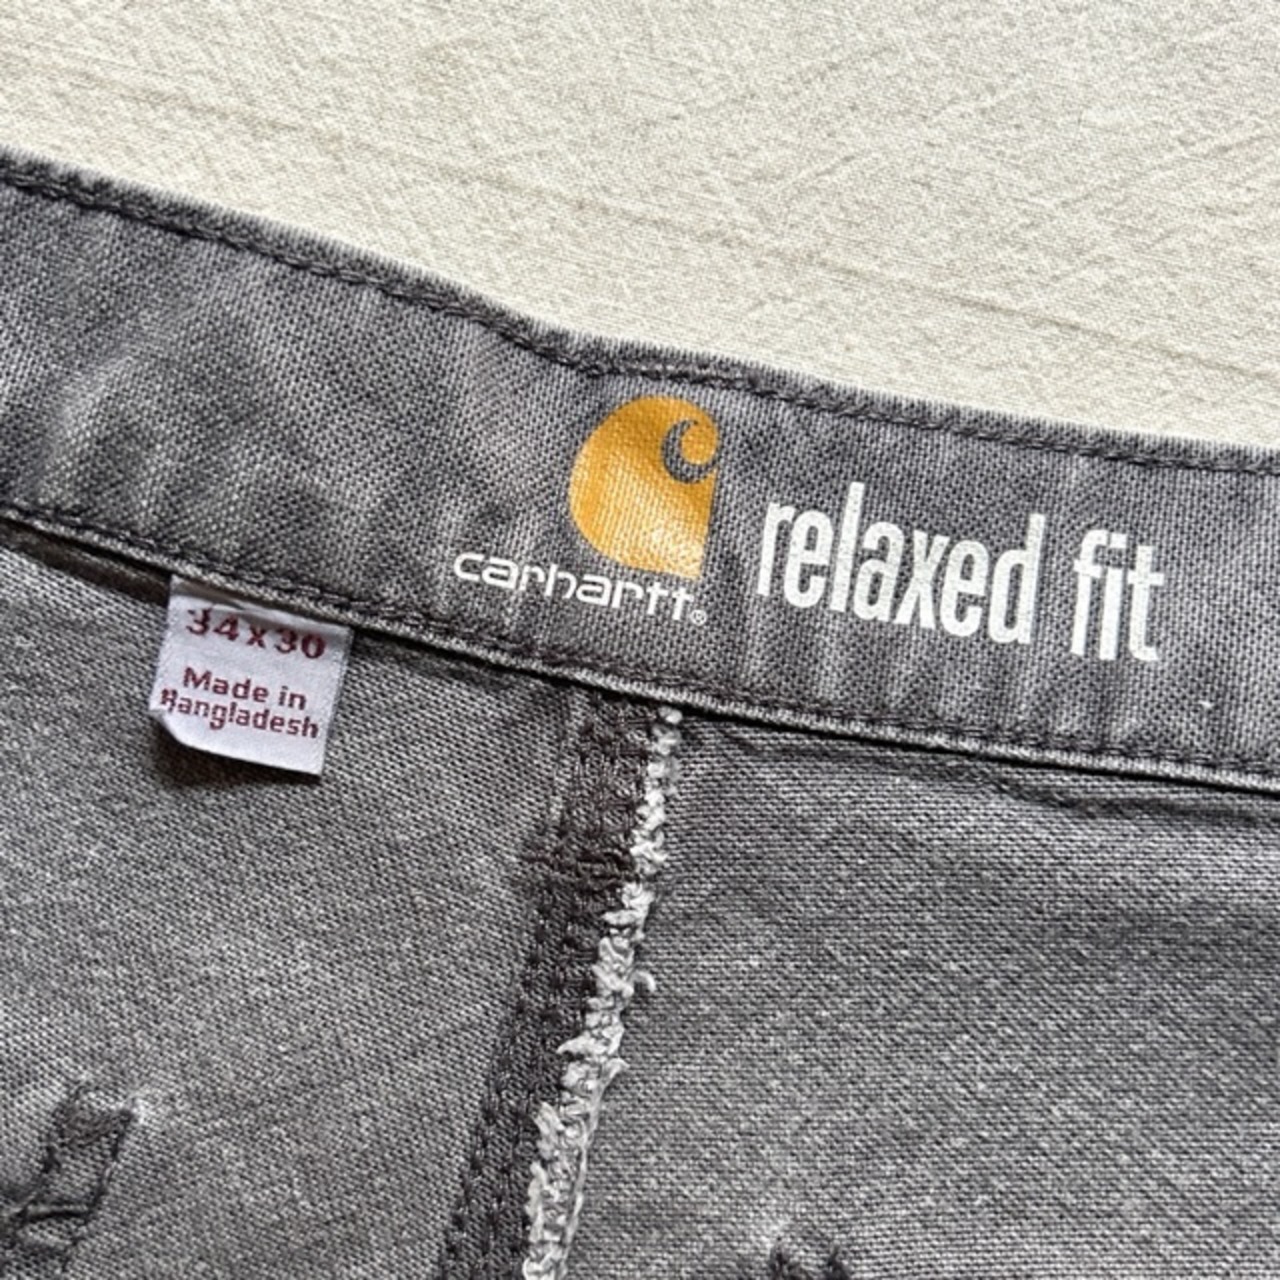 carhartt®
relaxed fit
34x30
Made in
Bangladesh